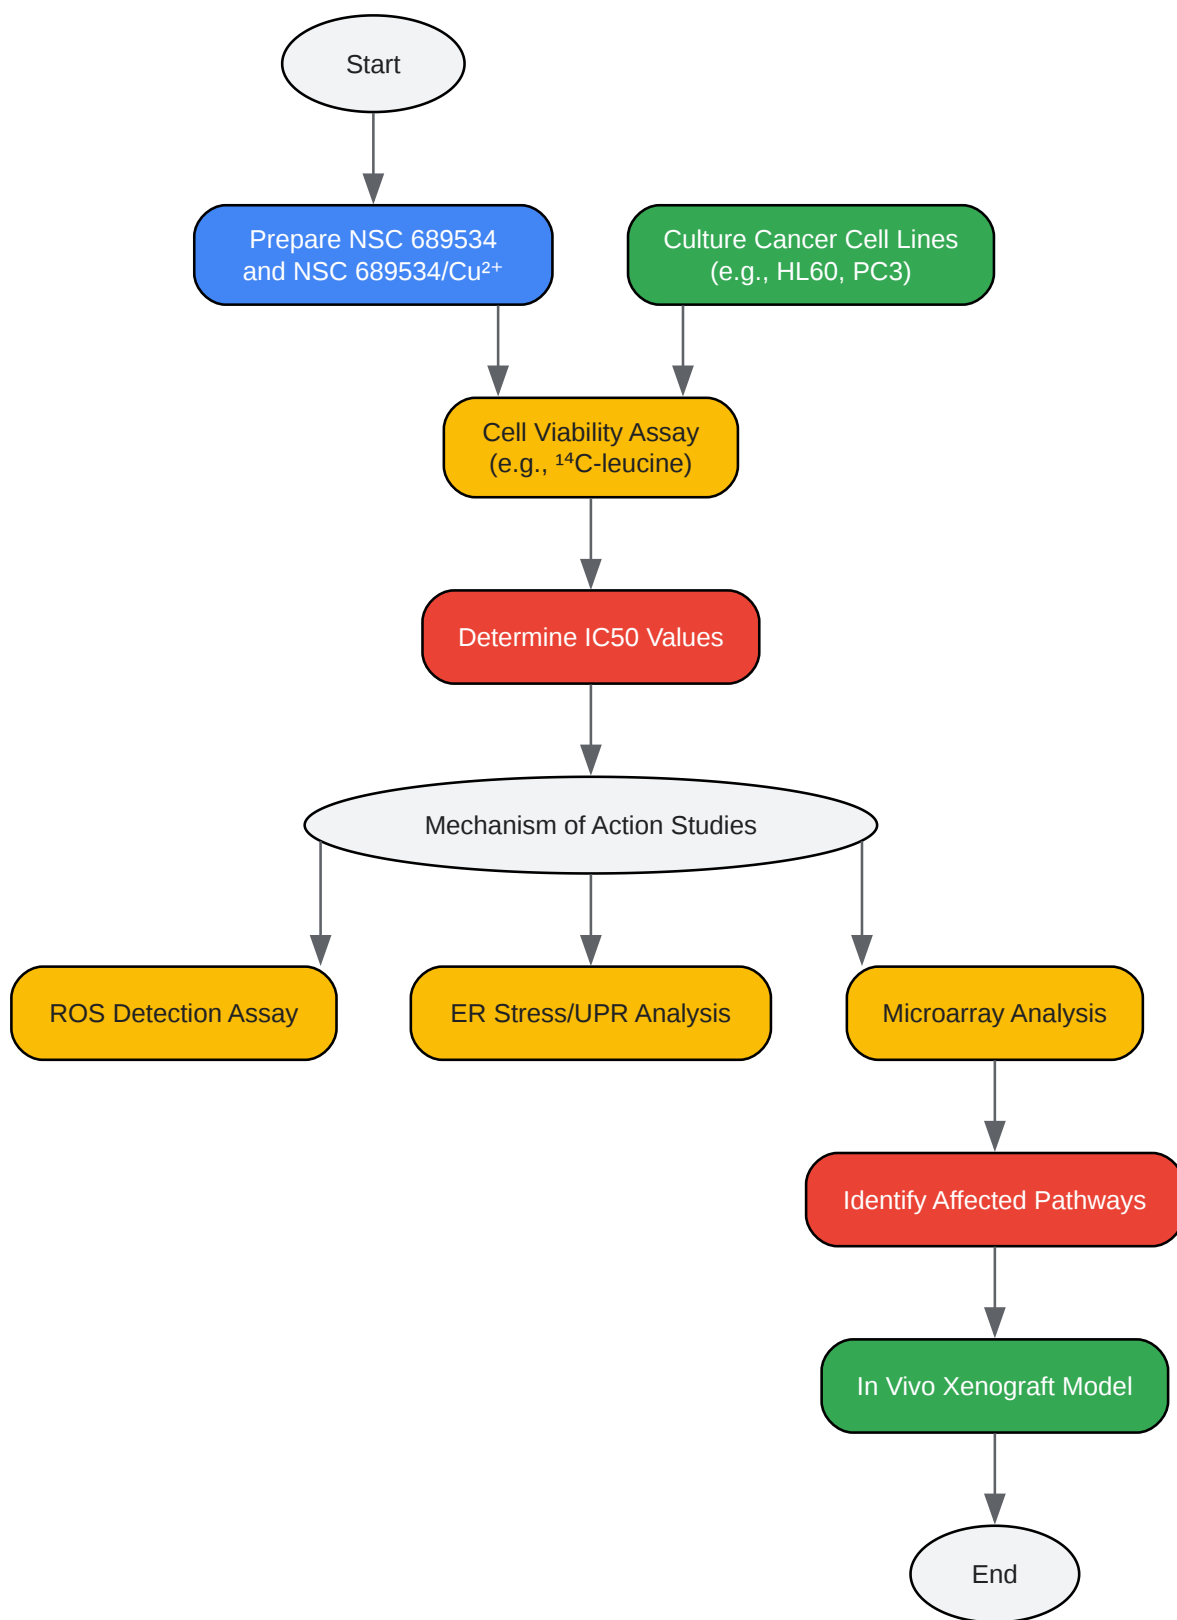 Start
Prepare NSC 689534
and NSC 689534/Cu²⁺
Culture Cancer Cell Lines
(e.g., HL60, PC3)
Cell Viability Assay
(e.g., ¹⁴C-leucine)
Determine IC50 Values
Mechanism of Action Studies
ROS Detection Assay
ER Stress/UPR Analysis
Microarray Analysis
Identify Affected Pathways
In Vivo Xenograft Model
End